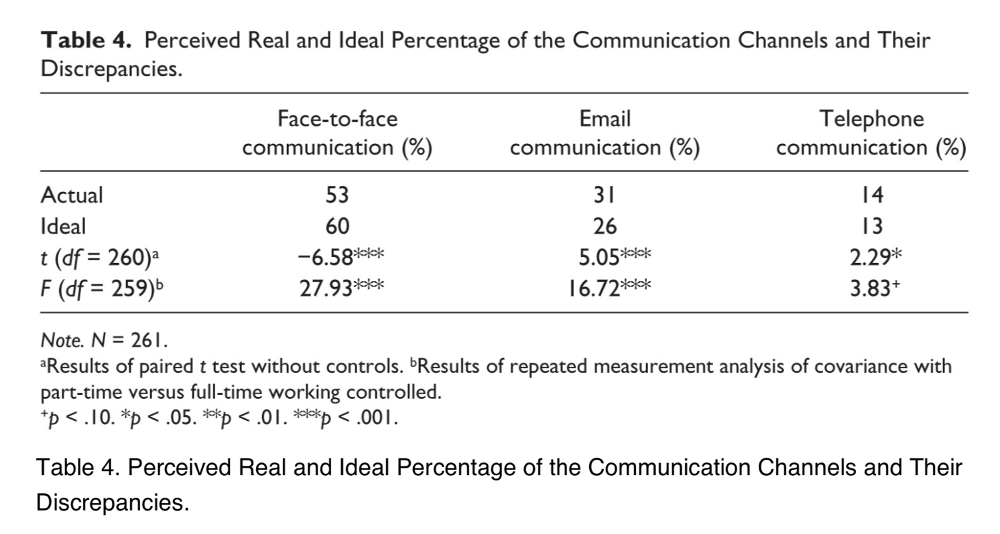 Table 4. Perceived Real and Ideal Percentage of the Communication Channels and Their
Discrepancies.
Face-to-face communication (%) Email communication (%) Telephone communication (%)
Actual 53 31 14
Ideal 60 26 13
t (df = 260)ᵃ −6.58*** 5.05*** 2.29*
F (df = 259)ᵇ 27.93*** 16.72*** 3.83⁺
Note. N = 261.
ᵃResults of paired t test without controls. ᵇResults of repeated measurement analysis of covariance with
part-time versus full-time working controlled.
⁺p < .10. *p < .05. **p < .01. ***p < .001.
Table 4. Perceived Real and Ideal Percentage of the Communication Channels and Their
Discrepancies.